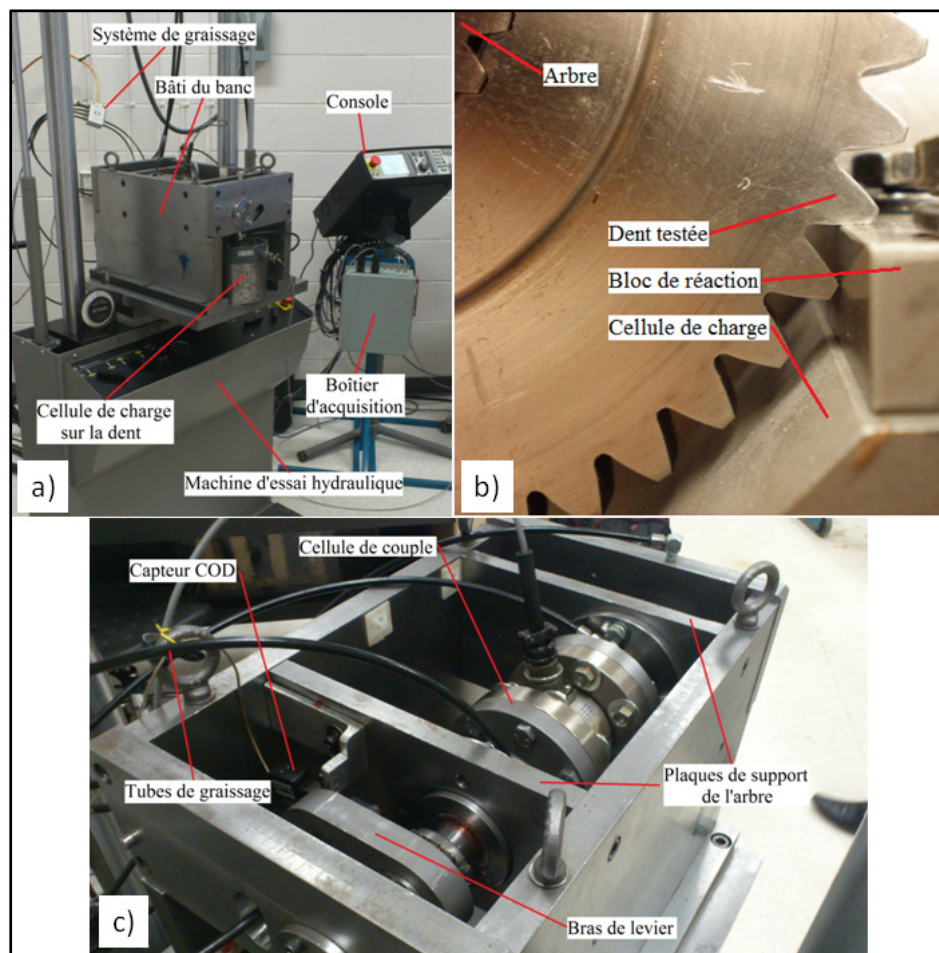 Système de graissage
Bâti du banc
Console
Cellule de charge
sur la dent
Boîtier
d'acquisition
Machine d'essai hydraulique
a)
Arbre
Dent testée
Bloc de réaction
Cellule de charge
b)
Cellule de couple
Capteur COD
Tubes de graissage
Plaques de support
de l'arbre
Bras de levier
c)